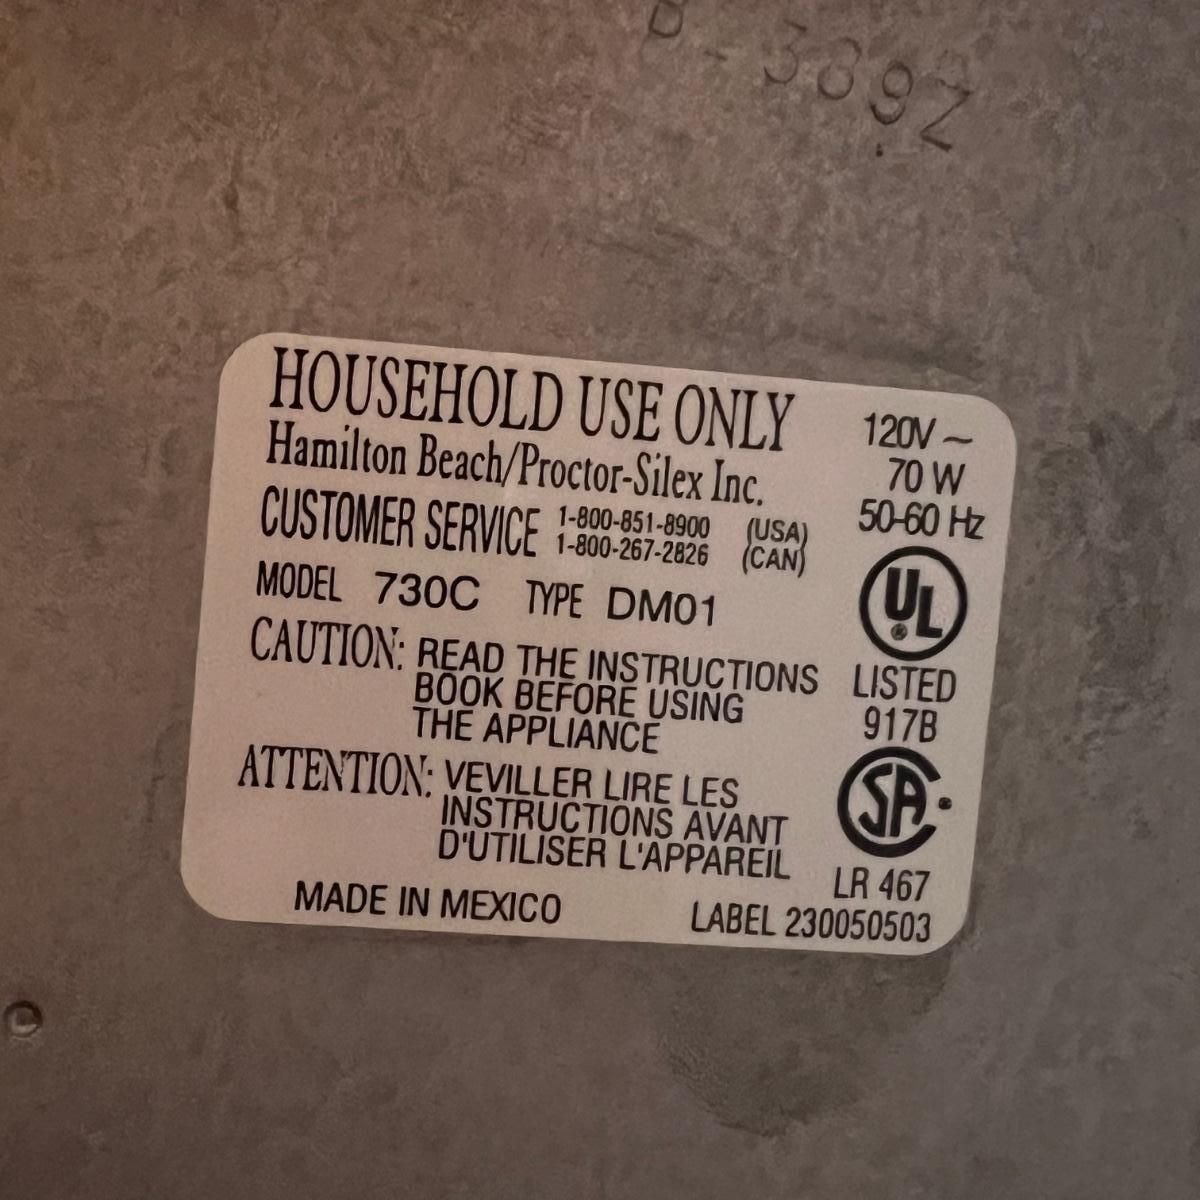 B-3892
HOUSEHOLD USE ONLY
Hamilton Beach/Proctor-Silex Inc.
CUSTOMER SERVICE 1-800-851-8900 (USA)
1-800-267-2826 (CAN)
MODEL 730C TYPE DM01
CAUTION: READ THE INSTRUCTIONS
BOOK BEFORE USING
THE APPLIANCE
ATTENTION: VEVILLER LIRE LES
INSTRUCTIONS AVANT
D'UTILISER L'APPAREIL
MADE IN MEXICO
120V ~
70 W
50-60 Hz
UL ®
LISTED
917B
CSA
LR 467
LABEL 230050503